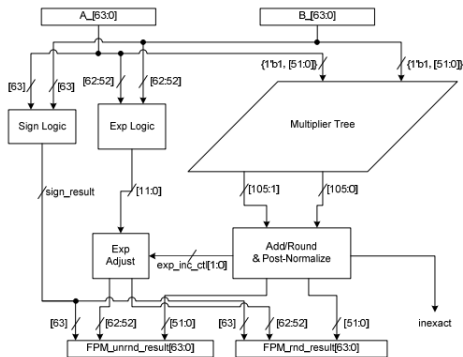 A_[63:0]
B_[63:0]
[63]
[63]
[62:52]
[62:52]
{1'b1, [51:0]}
{1'b1, [51:0]}
Sign Logic
Exp Logic
Multiplier Tree
sign_result
[11:0]
[105:1]
[105:0]
Exp
Adjust
exp_inc_ctl[1:0]
Add/Round
& Post-Normalize
inexact
[63]
[62:52]
[51:0]
[63]
[62:52]
[51:0]
FPM_unrnd_result[63:0]
FPM_rnd_result[63:0]